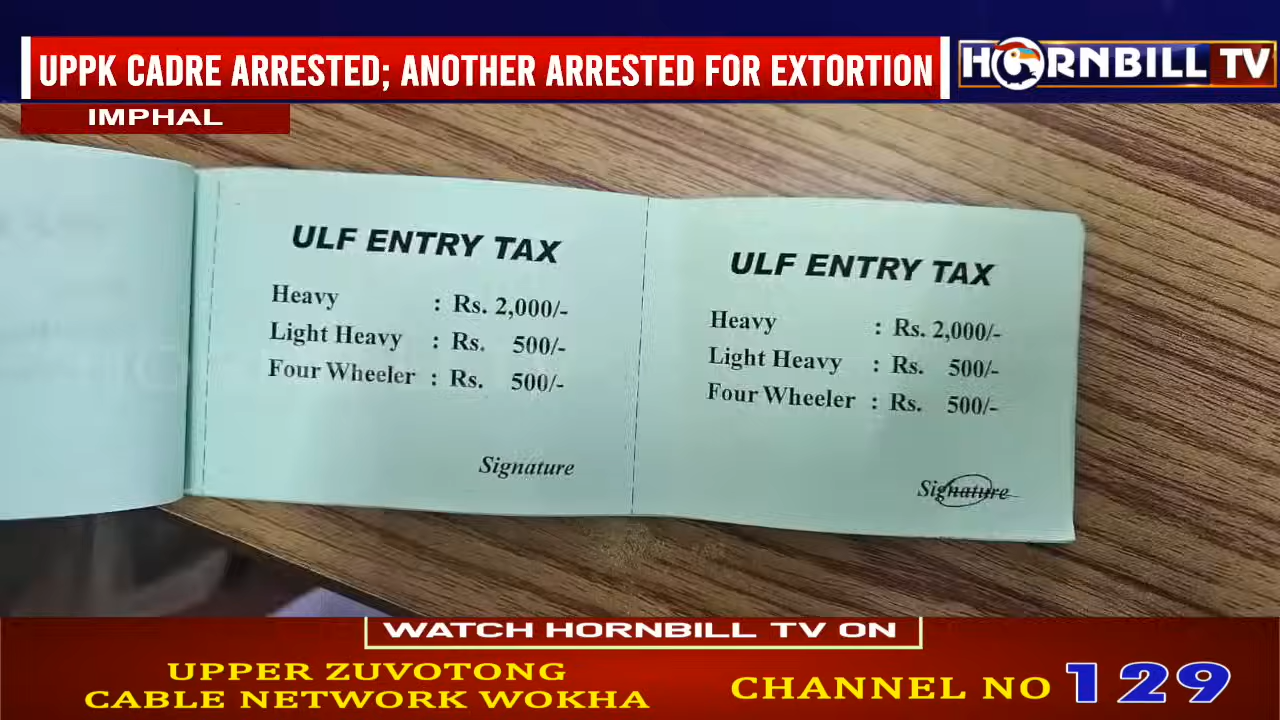 UPPK CADRE ARRESTED; ANOTHER ARRESTED FOR EXTORTION
HORNBILL TV
IMPHAL
ULF ENTRY TAX
Heavy : Rs. 2,000/-
Light Heavy : Rs. 500/-
Four Wheeler : Rs. 500/-
Signature
ULF ENTRY TAX
Heavy : Rs. 2,000/-
Light Heavy : Rs. 500/-
Four Wheeler : Rs. 500/-
Signature
WATCH HORNBILL TV ON
UPPER ZUVOTONG
CABLE NETWORK WOKHA
CHANNEL NO 129